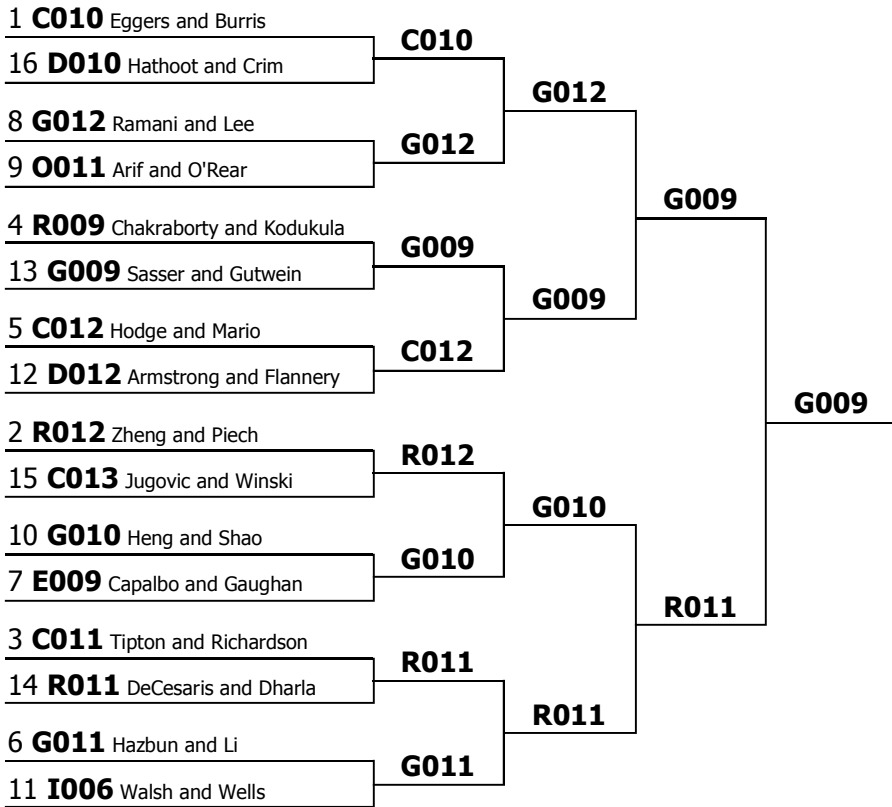 1 C010 Eggers and Burris
16 D010 Hathoot and Crim
8 G012 Ramani and Lee
9 O011 Arif and O'Rear
4 R009 Chakraborty and Kodukula
13 G009 Sasser and Gutwein
5 C012 Hodge and Mario
12 D012 Armstrong and Flannery
2 R012 Zheng and Piech
15 C013 Jugovic and Winski
10 G010 Heng and Shao
7 E009 Capalbo and Gaughan
3 C011 Tipton and Richardson
14 R011 DeCesaris and Dharla
6 G011 Hazbun and Li
11 I006 Walsh and Wells
C010
G012
G009
C012
R012
G010
R011
G011
G012
G009
G010
R011
G009
R011
G009